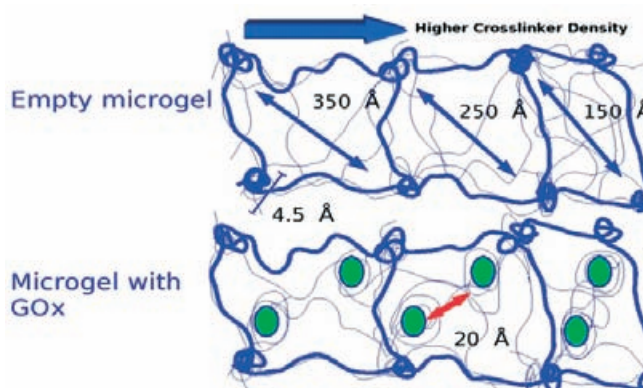 Higher Crosslinker Density
Empty microgel
350 Å
250 Å
150 Å
4.5 Å
Microgel with
GOx
20 Å